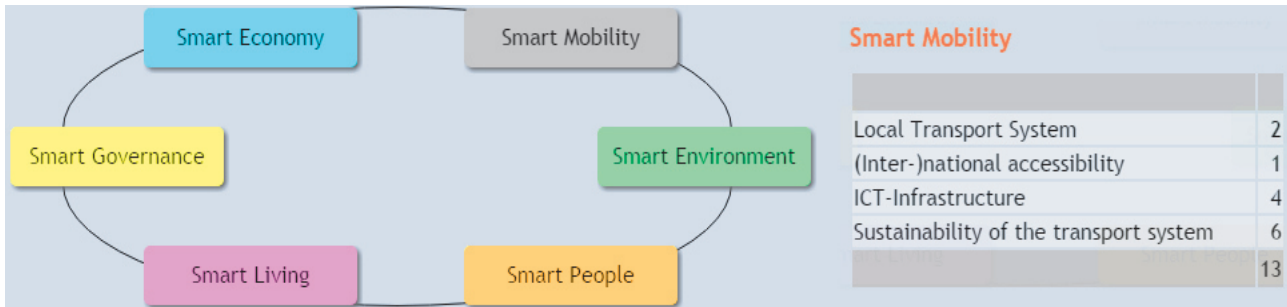 Smart Economy
Smart Mobility
Smart Governance
Smart Environment
Smart Living
Smart People
Smart Mobility
Local Transport System 2
(Inter-)national accessibility 1
ICT-Infrastructure 4
Sustainability of the transport system 6
13